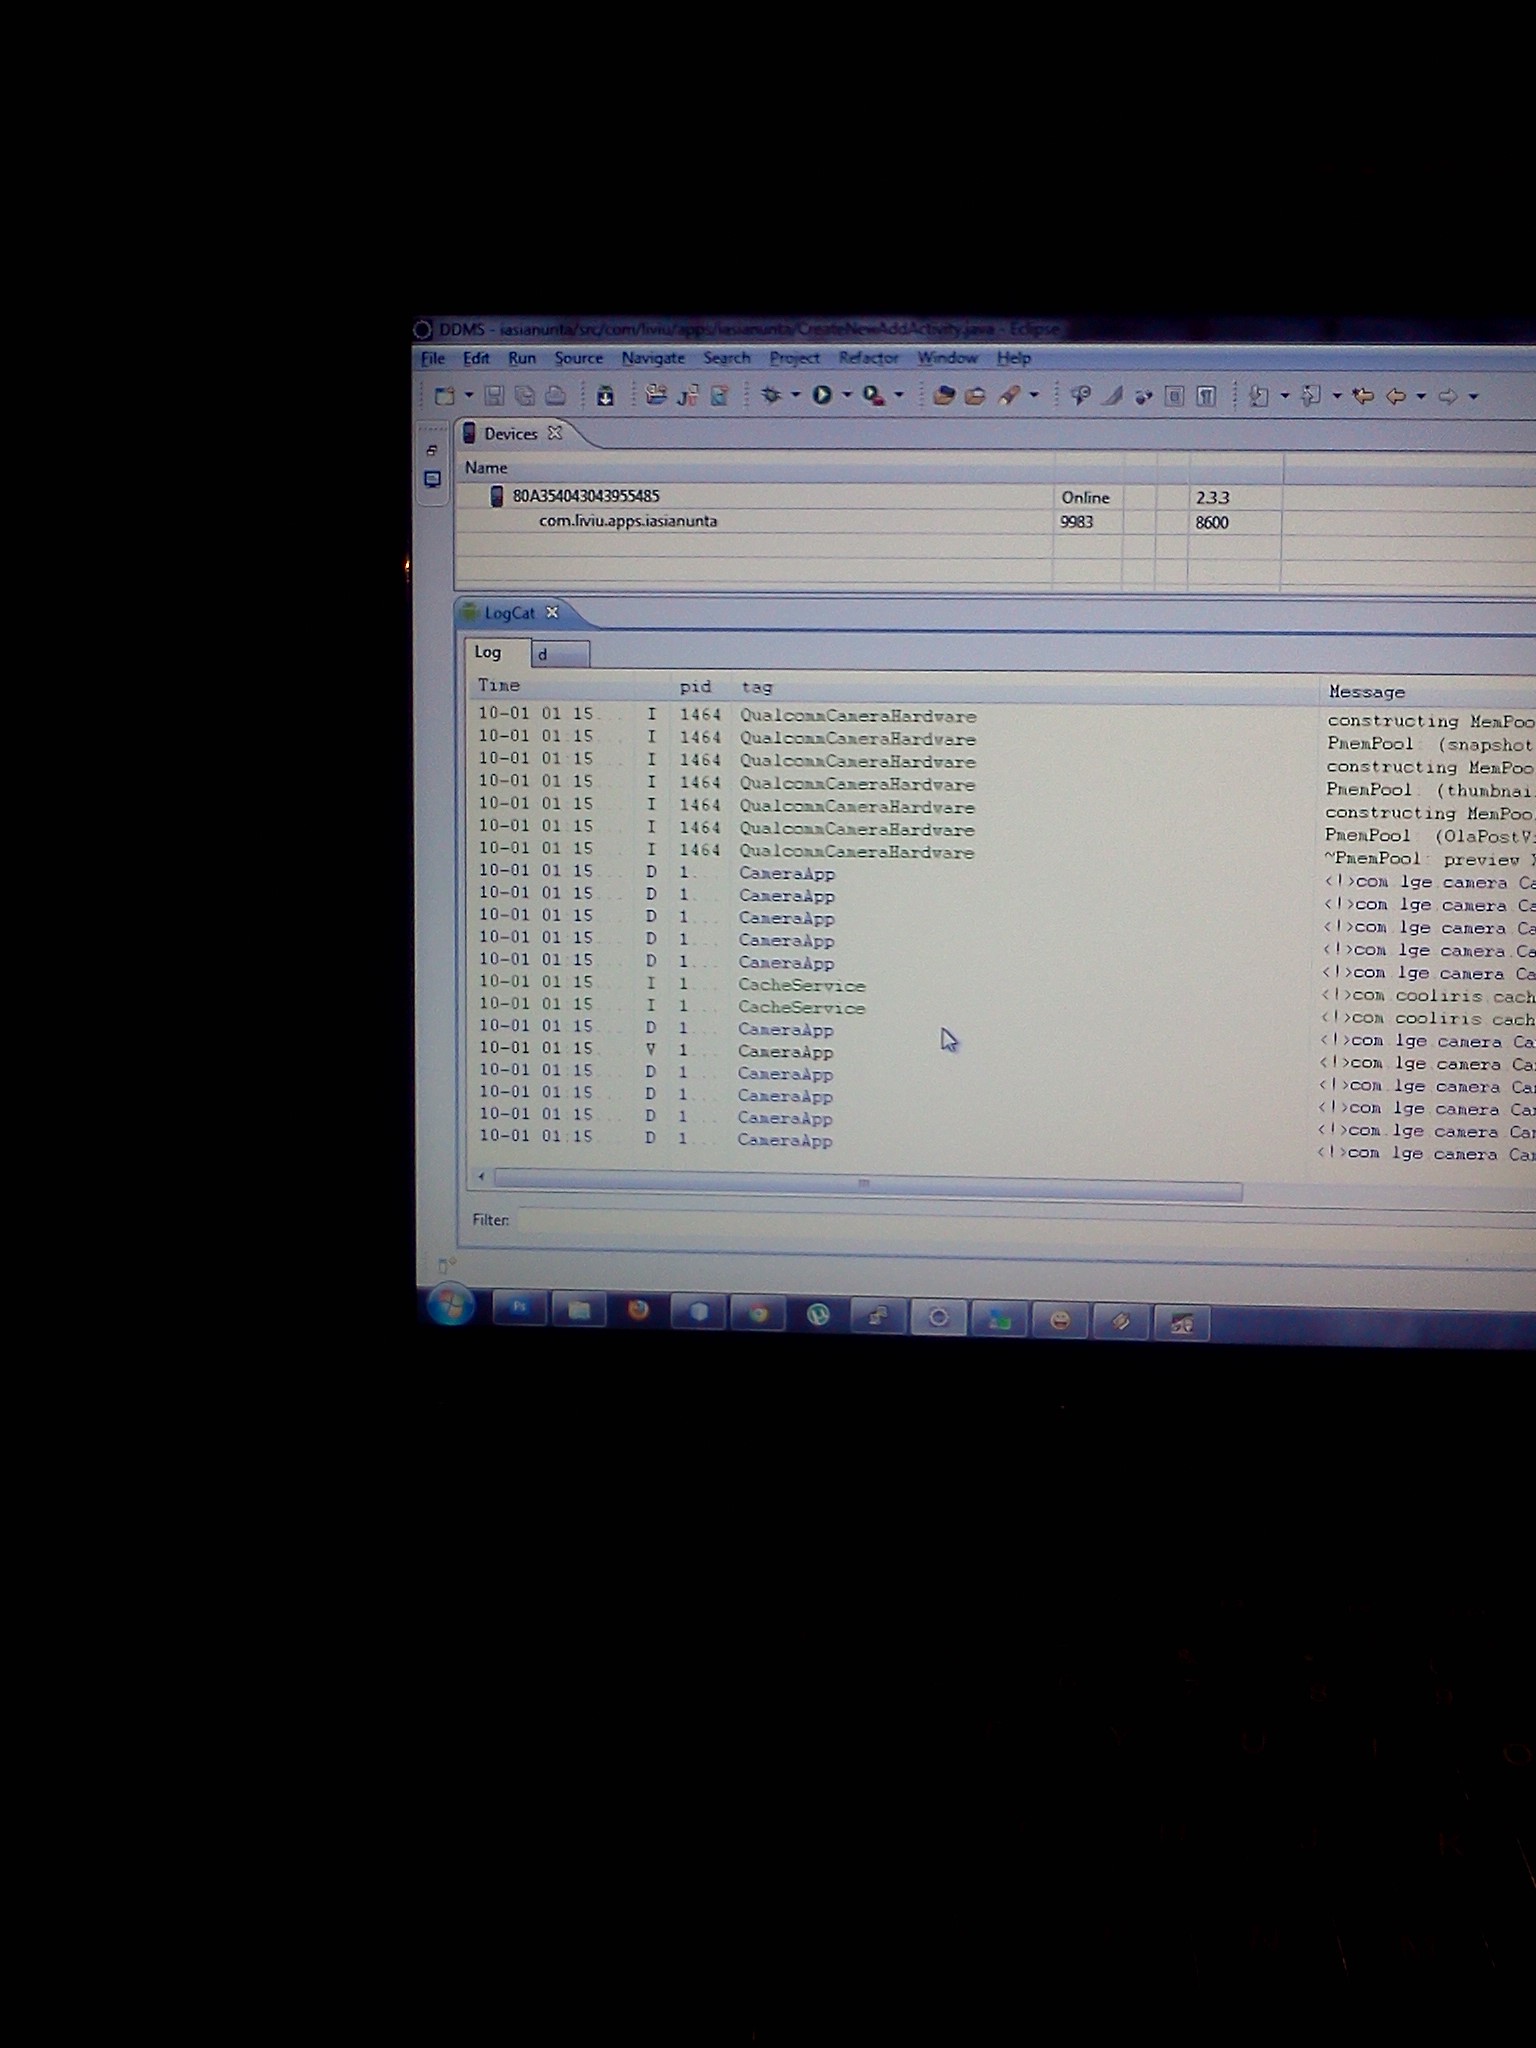 DDMS - iasianunta/src/com/liviu/apps/iasianunta/CreateNewAddActivity.java - Eclipse
File Edit Run Source Navigate Search Project Refactor Window Help
Devices
Name
80A354043043955485 Online 2.3.3
com.liviu.apps.iasianunta 9983 8600
LogCat
Log d
Time pid tag Message
10-01 01:15... I 1464 QualcommCameraHardware constructing MemPoo
10-01 01:15... I 1464 QualcommCameraHardware PmemPool: (snapshot
10-01 01:15... I 1464 QualcommCameraHardware constructing MemPoo
10-01 01:15... I 1464 QualcommCameraHardware PmemPool: (thumbnai
10-01 01:15... I 1464 QualcommCameraHardware constructing MemPoo
10-01 01:15... I 1464 QualcommCameraHardware PmemPool: (OlaPostV
10-01 01:15... I 1464 QualcommCameraHardware ~PmemPool: preview
10-01 01:15... D 1... CameraApp <!>com.lge.camera.Ca
10-01 01:15... D 1... CameraApp <!>com.lge.camera.Ca
10-01 01:15... D 1... CameraApp <!>com.lge.camera.Ca
10-01 01:15... D 1... CameraApp <!>com.lge.camera.Ca
10-01 01:15... D 1... CameraApp <!>com.lge.camera.Ca
10-01 01:15... I 1... CacheService <!>com.cooliris.cach
10-01 01:15... I 1... CacheService <!>com.cooliris.cach
10-01 01:15... D 1... CameraApp <!>com.lge.camera.Ca
10-01 01:15... V 1... CameraApp <!>com.lge.camera.Ca
10-01 01:15... D 1... CameraApp <!>com.lge.camera.Ca
10-01 01:15... D 1... CameraApp <!>com.lge.camera.Ca
10-01 01:15... D 1... CameraApp <!>com.lge.camera.Ca
10-01 01:15... D 1... CameraApp <!>com.lge.camera.Ca
Filter:
Ps